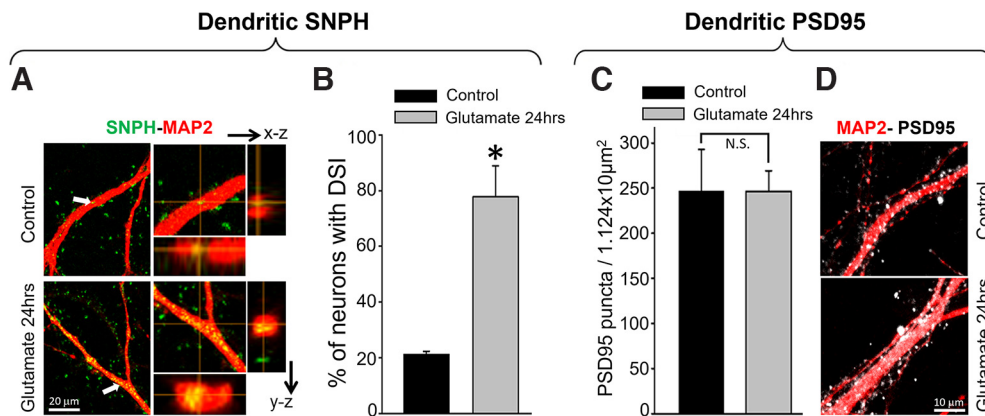 Dendritic SNPH
Dendritic PSD95
A
SNPH-MAP2
x-z
Control
Glutamate 24hrs
20 µm
y-z
B
Control
Glutamate 24hrs
% of neurons with DSI
100
80
60
40
20
0
*
C
Control
Glutamate 24hrs
PSD95 puncta / 1.124x10µm²
300
250
200
150
100
50
0
N.S.
D
MAP2- PSD95
Control
Glutamate 24hrs
10 µm